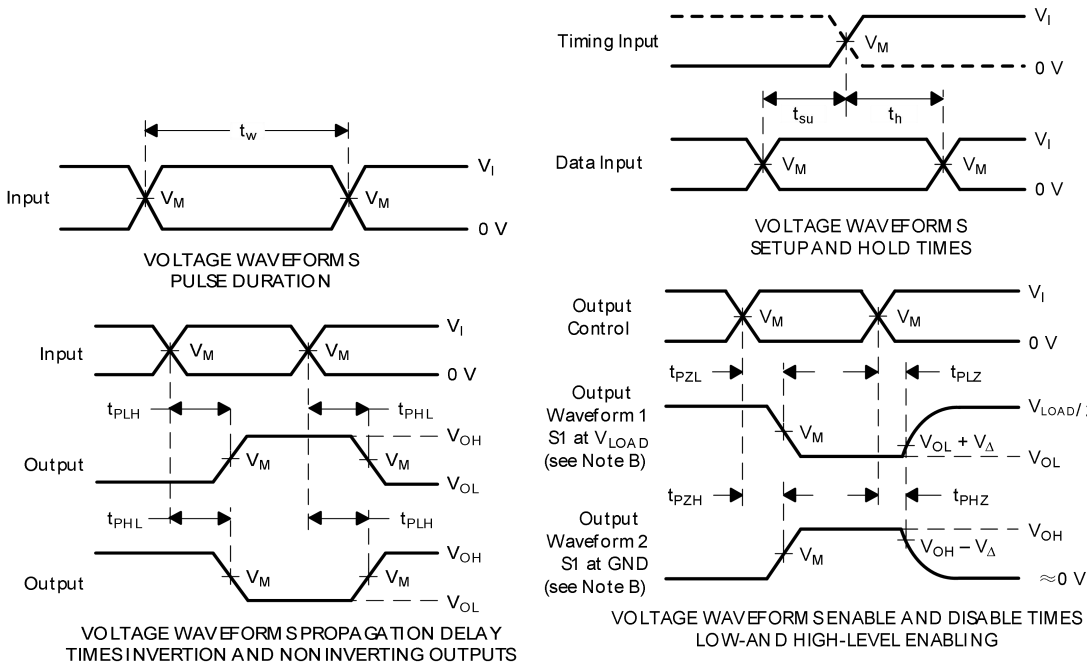 t_w
Input
V_M
V_M
V_I
0 V
VOLTAGE WAVEFORMS
PULSE DURATION
Timing Input
V_M
V_I
0 V
t_su
t_h
Data Input
V_M
V_M
V_I
0 V
VOLTAGE WAVEFORMS
SETUP AND HOLD TIMES
Input
V_M
V_M
V_I
0 V
t_PLH
t_PHL
Output
V_M
V_M
V_OH
V_OL
t_PHL
t_PLH
Output
V_M
V_M
V_OH
V_OL
VOLTAGE WAVEFORMS PROPAGATION DELAY
TIMES INVERTION AND NON INVERTING OUTPUTS
Output
Control
V_M
V_M
V_I
0 V
t_PZL
t_PLZ
Output
Waveform 1
S1 at V_LOAD
(see Note B)
V_M
V_LOAD/
V_OL + V_Δ
V_OL
t_PZH
t_PHZ
Output
Waveform 2
S1 at GND
(see Note B)
V_M
V_OH
V_OH – V_Δ
≈0 V
VOLTAGE WAVEFORMS ENABLE AND DISABLE TIMES
LOW-AND HIGH-LEVEL ENABLING